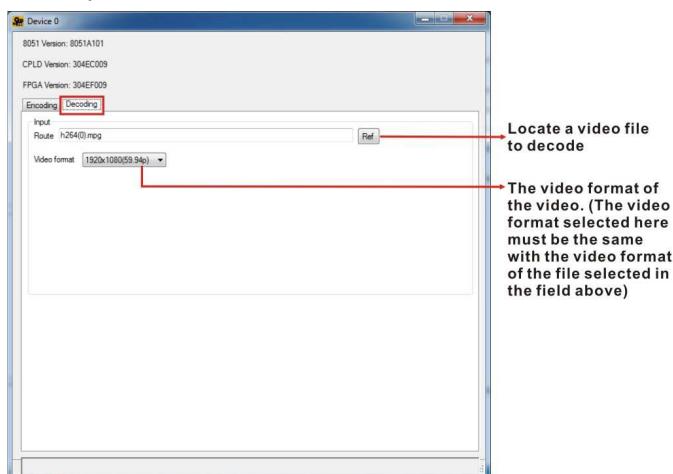 Device 0
8051 Version: 8051A101
CPLD Version: 304EC009
FPGA Version: 304EF009
Encoding Decoding
Input
Route h264(0).mpg Ref
Video format 1920x1080(59.94p)
Locate a video file
to decode
The video format of
the video. (The video
format selected here
must be the same
with the video format
of the file selected in
the field above)